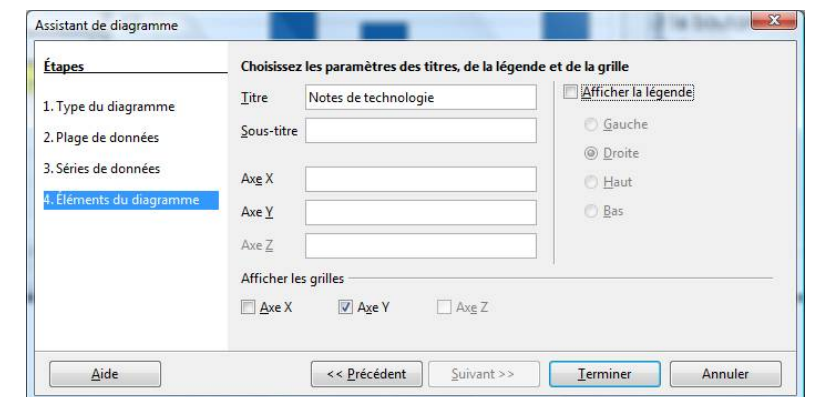 Assistant de diagramme
Étapes
1. Type du diagramme
2. Plage de données
3. Séries de données
4. Éléments du diagramme
Choisissez les paramètres des titres, de la légende et de la grille
Titre
Notes de technologie
Sous-titre
Axe X
Axe Y
Axe Z
Afficher la légende
Gauche
Droite
Haut
Bas
Afficher les grilles
Axe X
Axe Y
Axe Z
Aide
<< Précédent
Suivant >>
Terminer
Annuler